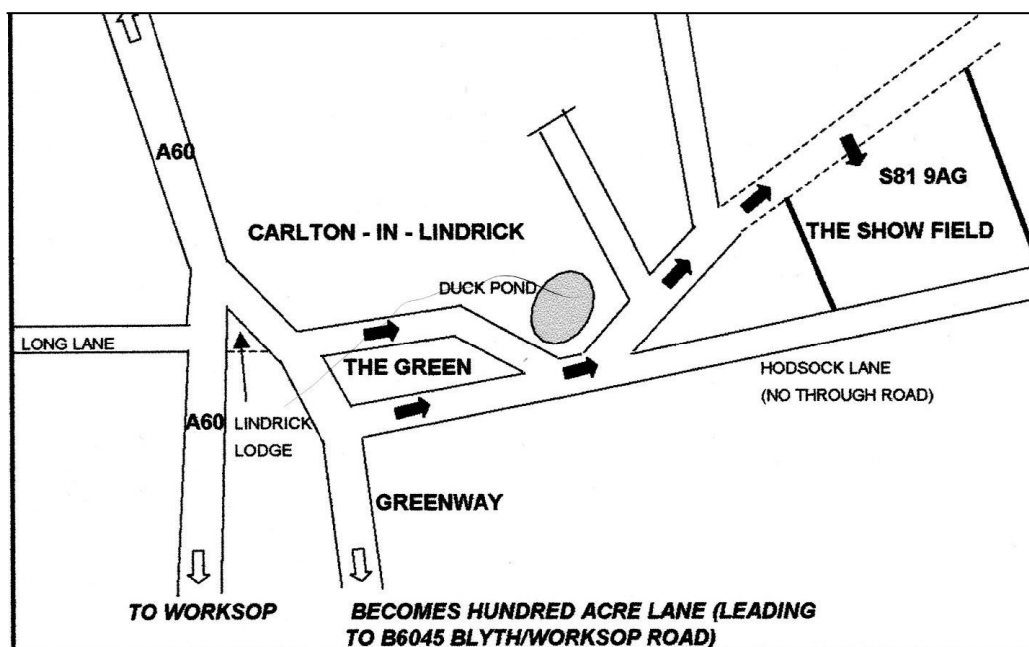 A60
S81 9AG
CARLTON - IN - LINDRICK
THE SHOW FIELD
DUCK POND
LONG LANE
THE GREEN
HODSOCK LANE
(NO THROUGH ROAD)
A60
LINDRICK
LODGE
GREENWAY
TO WORKSOP
BECOMES HUNDRED ACRE LANE (LEADING
TO B6045 BLYTH/WORKSOP ROAD)